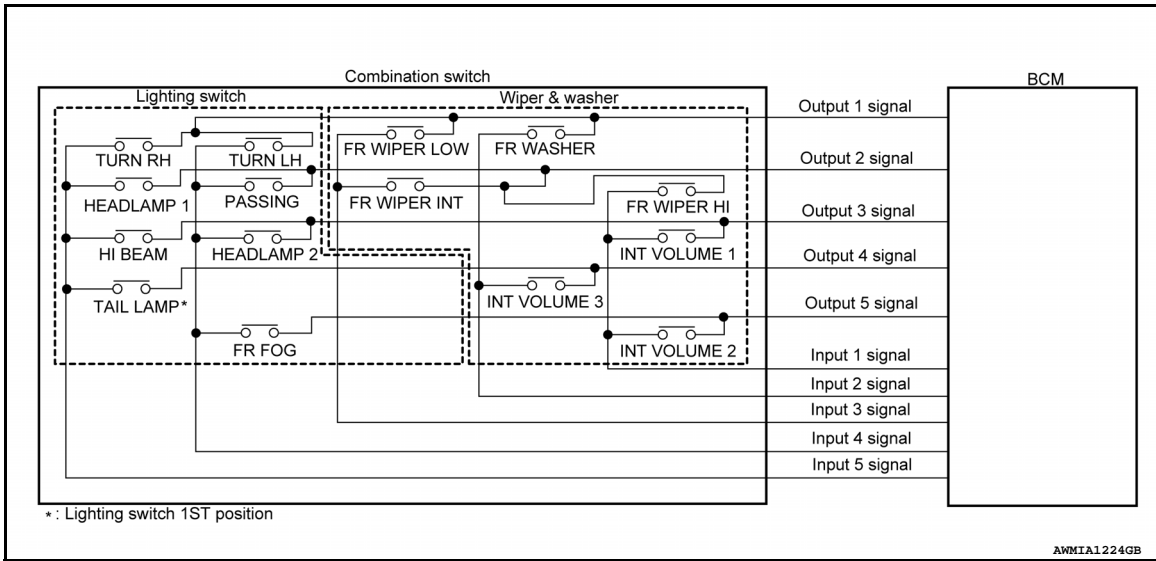 Combination switch
BCM
Lighting switch
Wiper & washer
Output 1 signal
TURN RH
TURN LH
FR WIPER LOW
FR WASHER
Output 2 signal
HEADLAMP 1
PASSING
FR WIPER INT
FR WIPER HI
Output 3 signal
HI BEAM
HEADLAMP 2
INT VOLUME 1
Output 4 signal
TAIL LAMP*
INT VOLUME 3
Output 5 signal
FR FOG
INT VOLUME 2
Input 1 signal
Input 2 signal
Input 3 signal
Input 4 signal
Input 5 signal
* : Lighting switch 1ST position
AWMIA1224GB